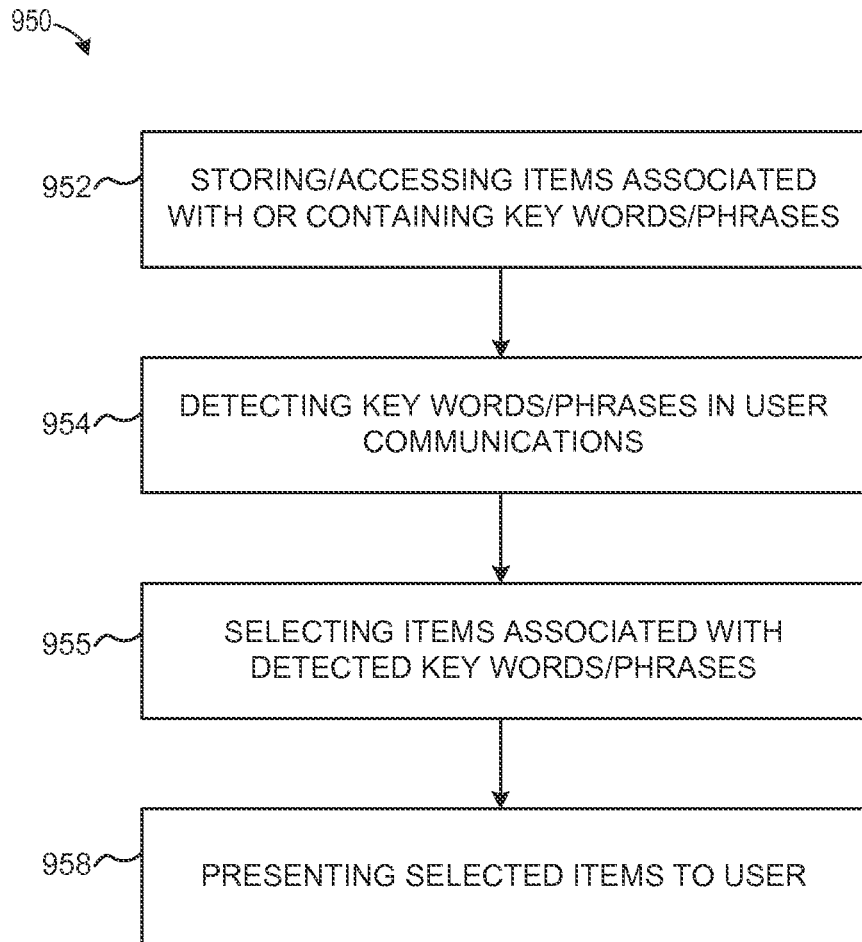 950
952
STORING/ACCESSING ITEMS ASSOCIATED
WITH OR CONTAINING KEY WORDS/PHRASES
954
DETECTING KEY WORDS/PHRASES IN USER
COMMUNICATIONS
955
SELECTING ITEMS ASSOCIATED WITH
DETECTED KEY WORDS/PHRASES
958
PRESENTING SELECTED ITEMS TO USER